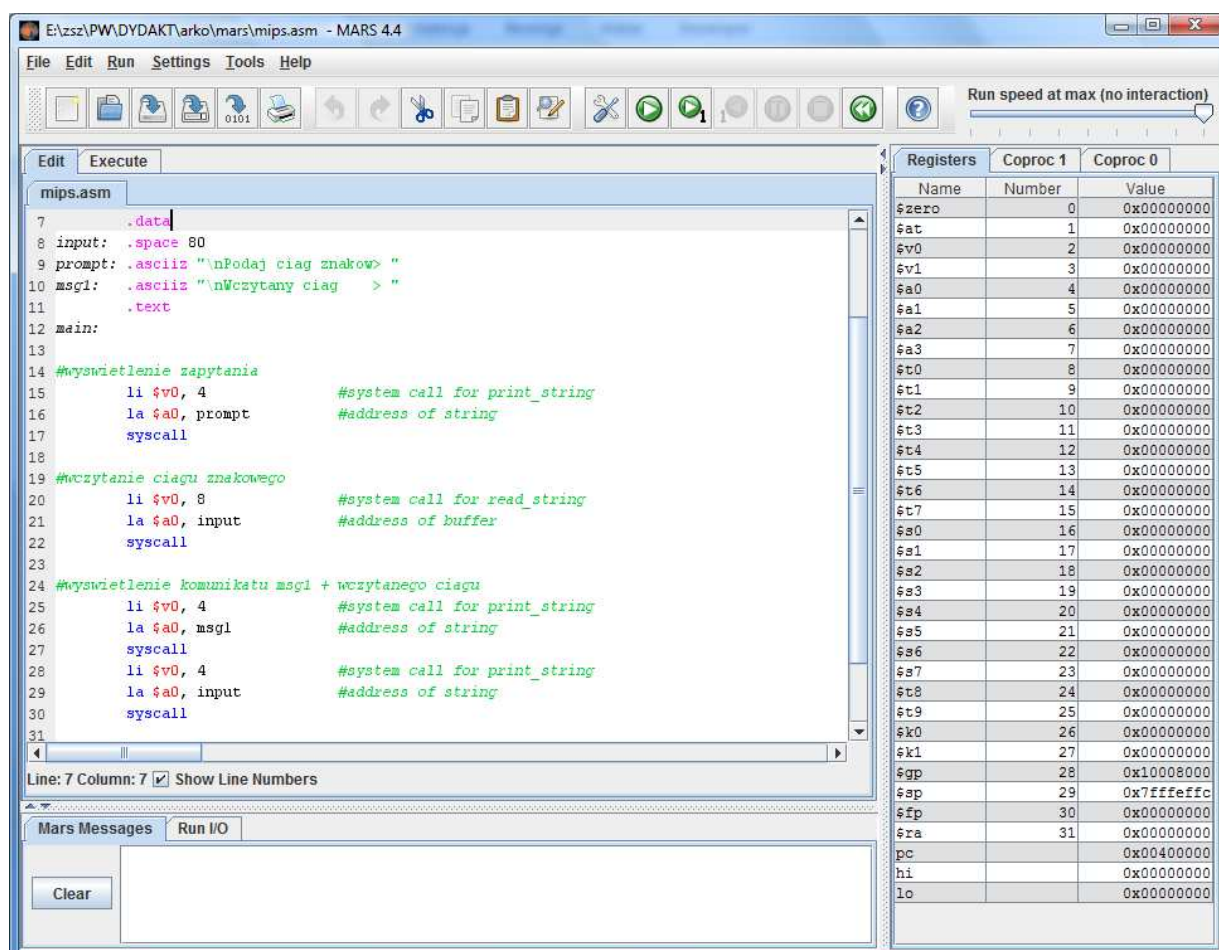 E:\zsz\PW\DYDAKT\arko\mars\mips.asm - MARS 4.4
File Edit Run Settings Tools Help
0101
1
1
?
Run speed at max (no interaction)
Edit Execute
mips.asm
7 .data
8 input: .space 80
9 prompt: .asciiz "\nPodaj ciag znakow> "
10 msg1: .asciiz "\nWczytany ciag    > "
11 .text
12 main:
13
14 #wyswietlenie zapytania
15 li $v0, 4 #system call for print_string
16 la $a0, prompt #address of string
17 syscall
18
19 #wczytanie ciagu znakowego
20 li $v0, 8 #system call for read_string
21 la $a0, input #address of buffer
22 syscall
23
24 #wyswietlenie komunikatu msg1 + wczytanego ciagu
25 li $v0, 4 #system call for print_string
26 la $a0, msg1 #address of string
27 syscall
28 li $v0, 4 #system call for print_string
29 la $a0, input #address of string
30 syscall
31
Line: 7 Column: 7 Show Line Numbers
Mars Messages Run I/O
Clear
Registers Coproc 1 Coproc 0
Name Number Value
$zero 0 0x00000000
$at 1 0x00000000
$v0 2 0x00000000
$v1 3 0x00000000
$a0 4 0x00000000
$a1 5 0x00000000
$a2 6 0x00000000
$a3 7 0x00000000
$t0 8 0x00000000
$t1 9 0x00000000
$t2 10 0x00000000
$t3 11 0x00000000
$t4 12 0x00000000
$t5 13 0x00000000
$t6 14 0x00000000
$t7 15 0x00000000
$s0 16 0x00000000
$s1 17 0x00000000
$s2 18 0x00000000
$s3 19 0x00000000
$s4 20 0x00000000
$s5 21 0x00000000
$s6 22 0x00000000
$s7 23 0x00000000
$t8 24 0x00000000
$t9 25 0x00000000
$k0 26 0x00000000
$k1 27 0x00000000
$gp 28 0x10008000
$sp 29 0x7fffeffc
$fp 30 0x00000000
$ra 31 0x00000000
pc 0x00400000
hi 0x00000000
lo 0x00000000